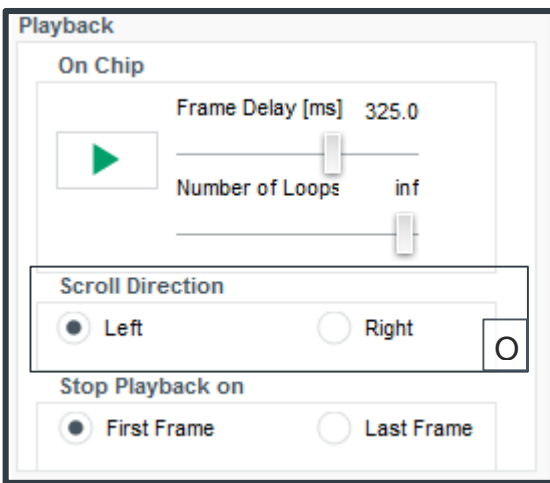 Playback
On Chip
Frame Delay [ms] 325.0
Number of Loops inf
Scroll Direction
Left Right
O
Stop Playback on
First Frame Last Frame